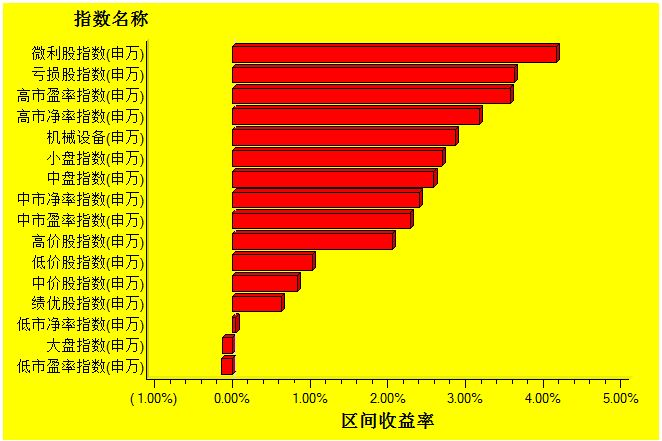 指数名称
微利股指数(申万)
亏损股指数(申万)
高市盈率指数(申万)
高市净率指数(申万)
机械设备(申万)
小盘指数(申万)
中盘指数(申万)
中市净率指数(申万)
中市盈率指数(申万)
高价股指数(申万)
低价股指数(申万)
中价股指数(申万)
绩优股指数(申万)
低市净率指数(申万)
大盘指数(申万)
低市盈率指数(申万)
(1.00%) 0.00% 1.00% 2.00% 3.00% 4.00% 5.00%
区间收益率